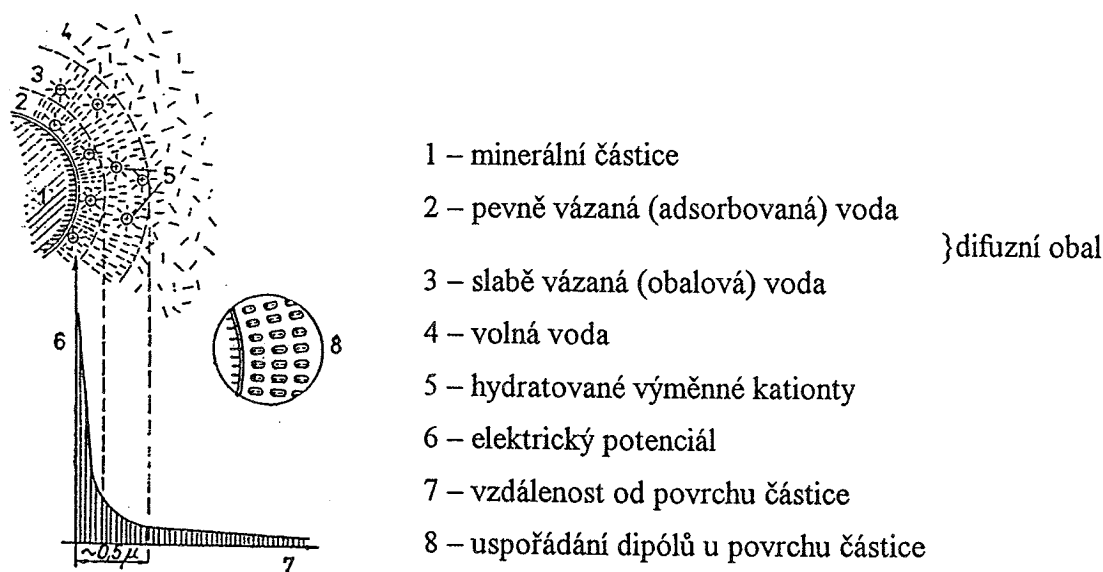 4
3
2
1
5
6
8
~0,5 μ
7
1 – minerální částice
2 – pevně vázaná (adsorbovaná) voda
}difuzní obal
3 – slabě vázaná (obalová) voda
4 – volná voda
5 – hydratované výměnné kationty
6 – elektrický potenciál
7 – vzdálenost od povrchu částice
8 – uspořádání dipólů u povrchu částice